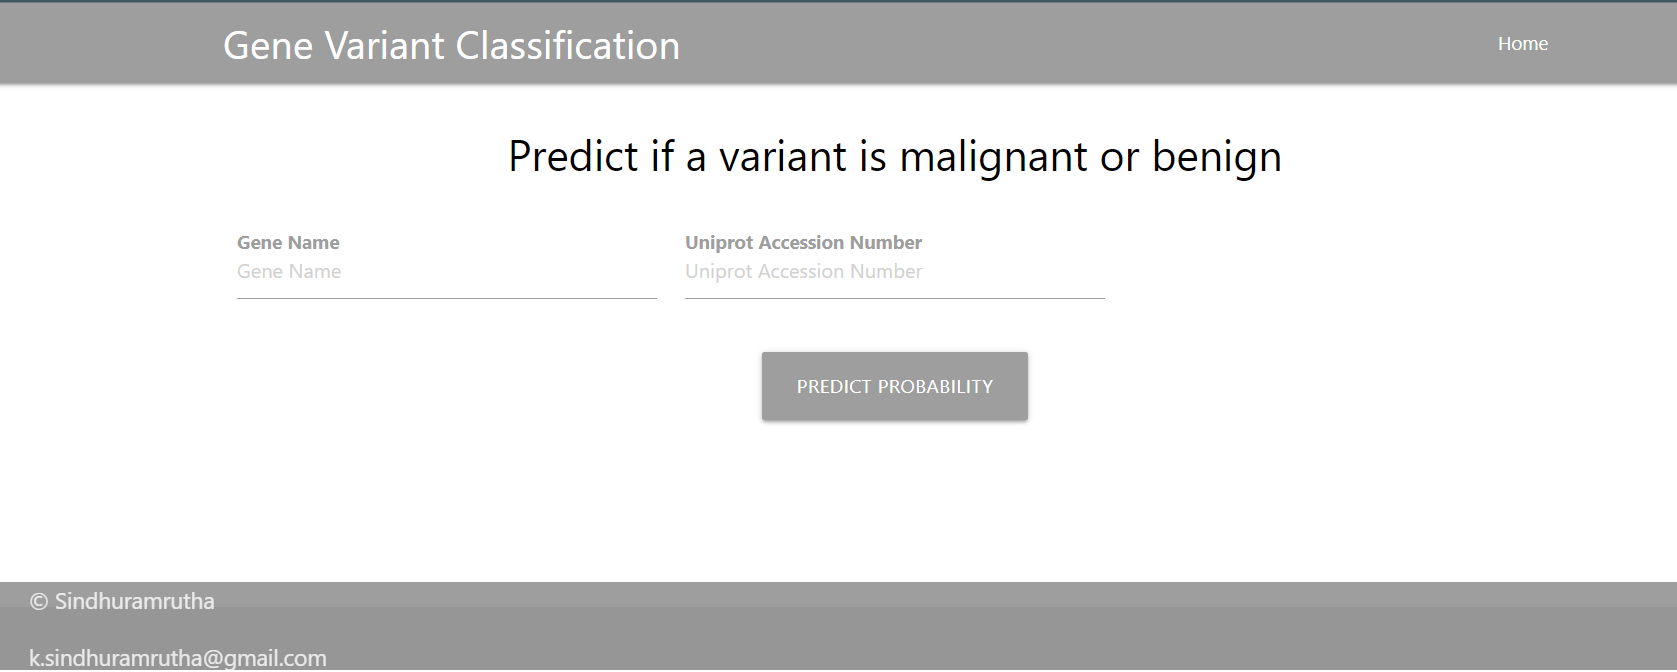 Gene Variant Classification
Home
Predict if a variant is malignant or benign
Gene Name
Gene Name
Uniprot Accession Number
Uniprot Accession Number
PREDICT PROBABILITY
© Sindhuramrutha
k.sindhuramrutha@gmail.com